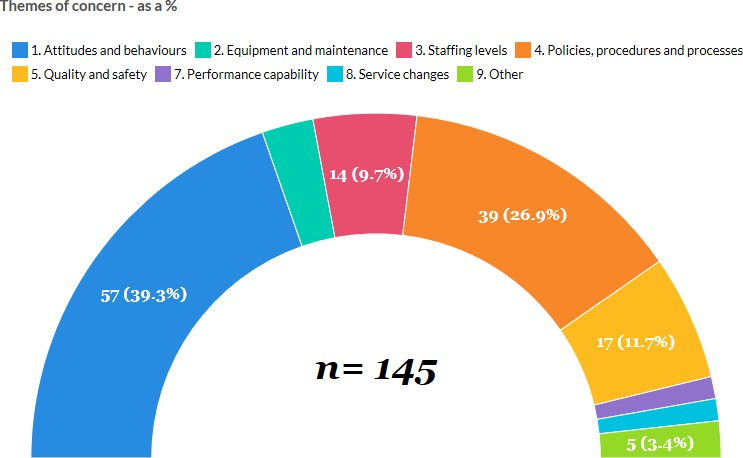 Themes of concern - as a %
1. Attitudes and behaviours 2. Equipment and maintenance 3. Staffing levels 4. Policies, procedures and processes
5. Quality and safety 7. Performance capability 8. Service changes 9. Other
14 (9.7%)
39 (26.9%)
57 (39.3%)
17 (11.7%)
n= 145
5 (3.4%)